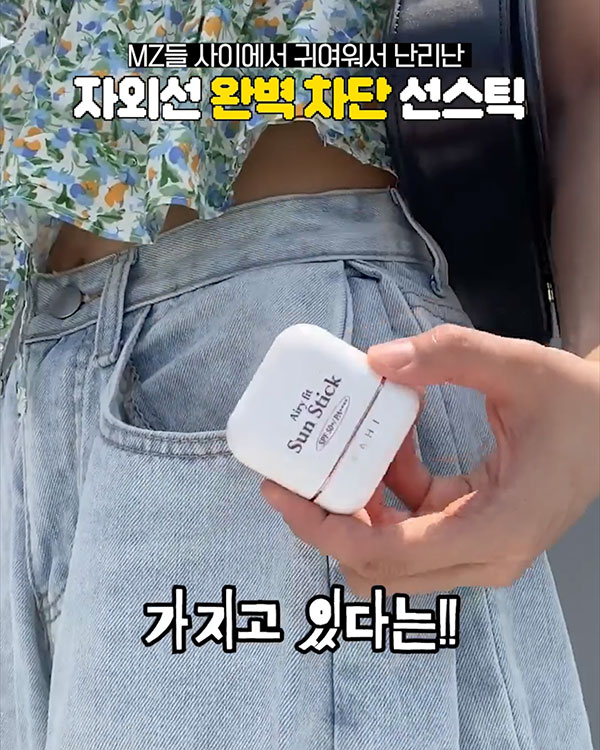 MZ들 사이에서 귀여워서 난리난
자외선 완벽 차단 선스틱
Airy fit
Sun Stick
SPF 50+/PA++++
KAHI
가지고 있다는!!